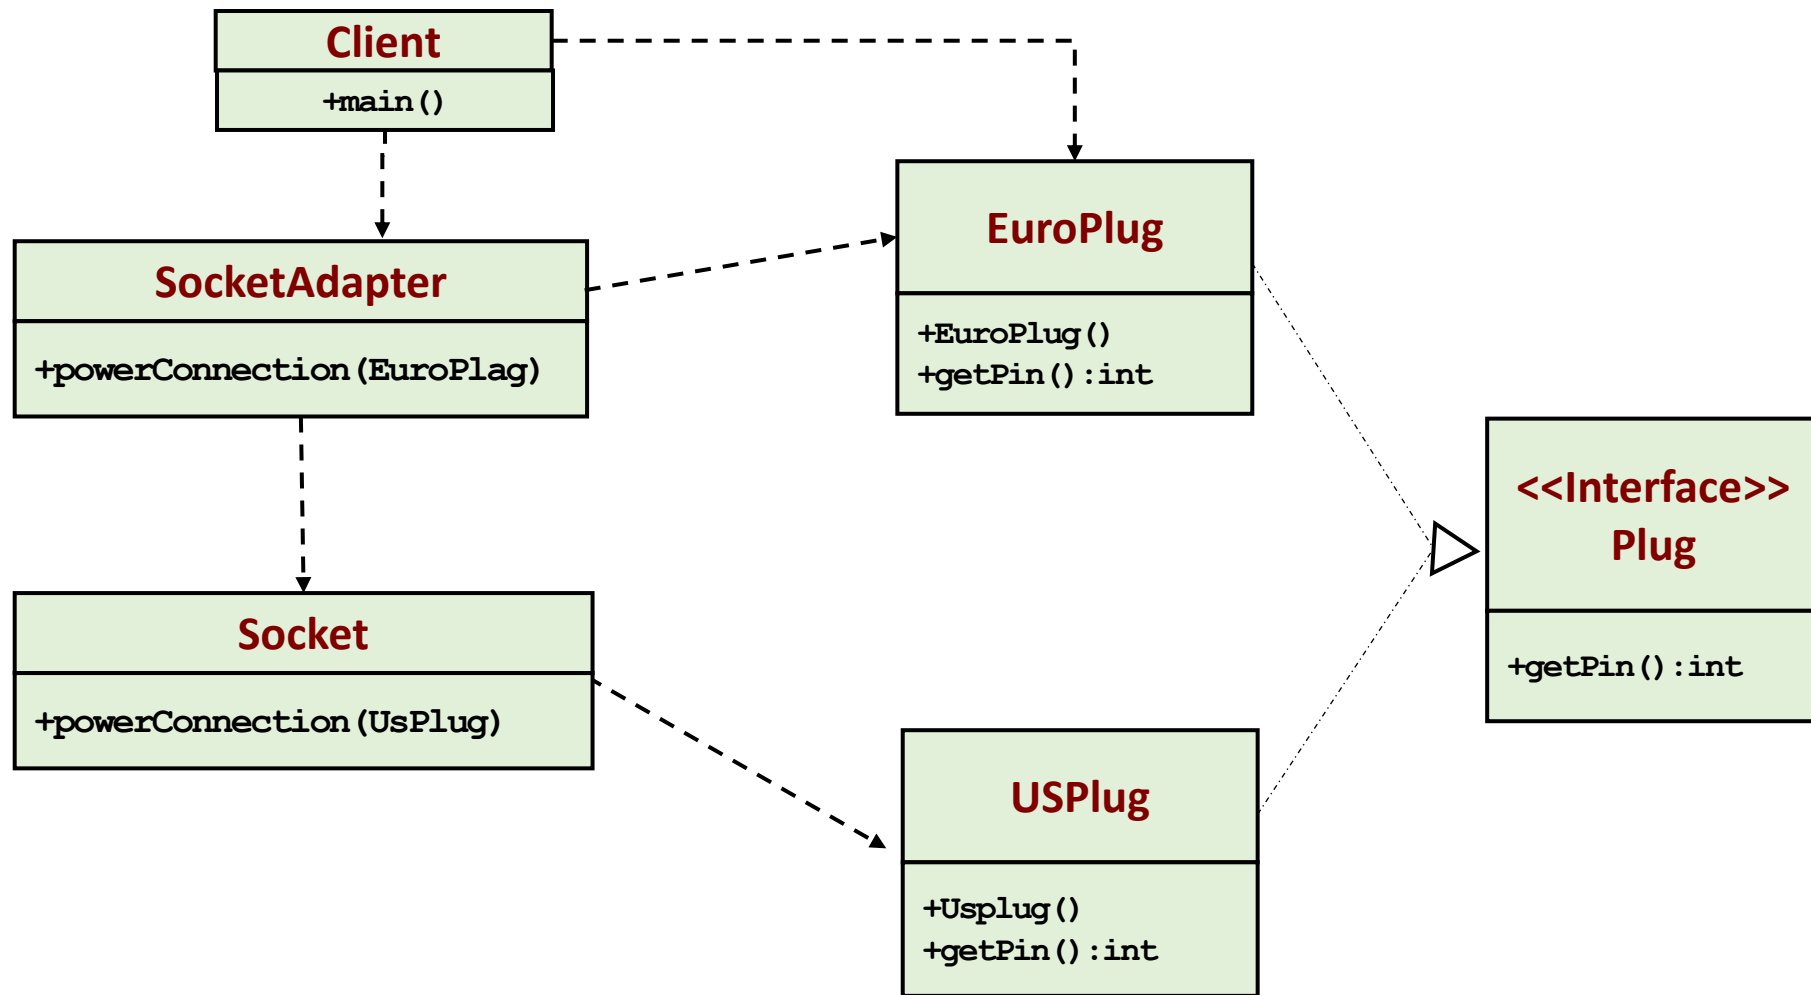 Client
+main()
SocketAdapter
+powerConnection(EuroPlag)
EuroPlug
+EuroPlug()
+getPin():int
<<Interface>>
Plug
+getPin():int
Socket
+powerConnection(UsPlug)
USPlug
+Usplug()
+getPin():int